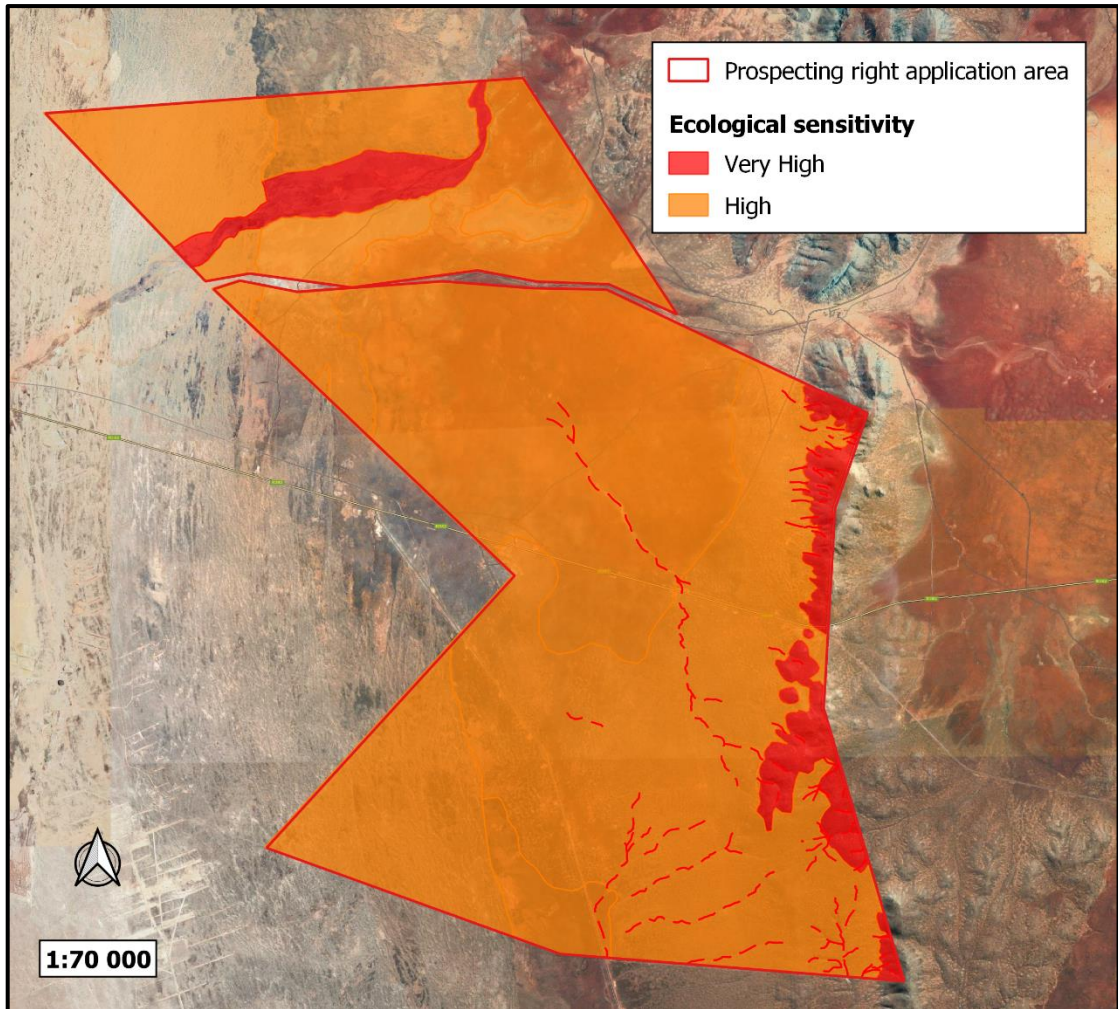 Prospecting right application area
Ecological sensitivity
Very High
High
1:70 000